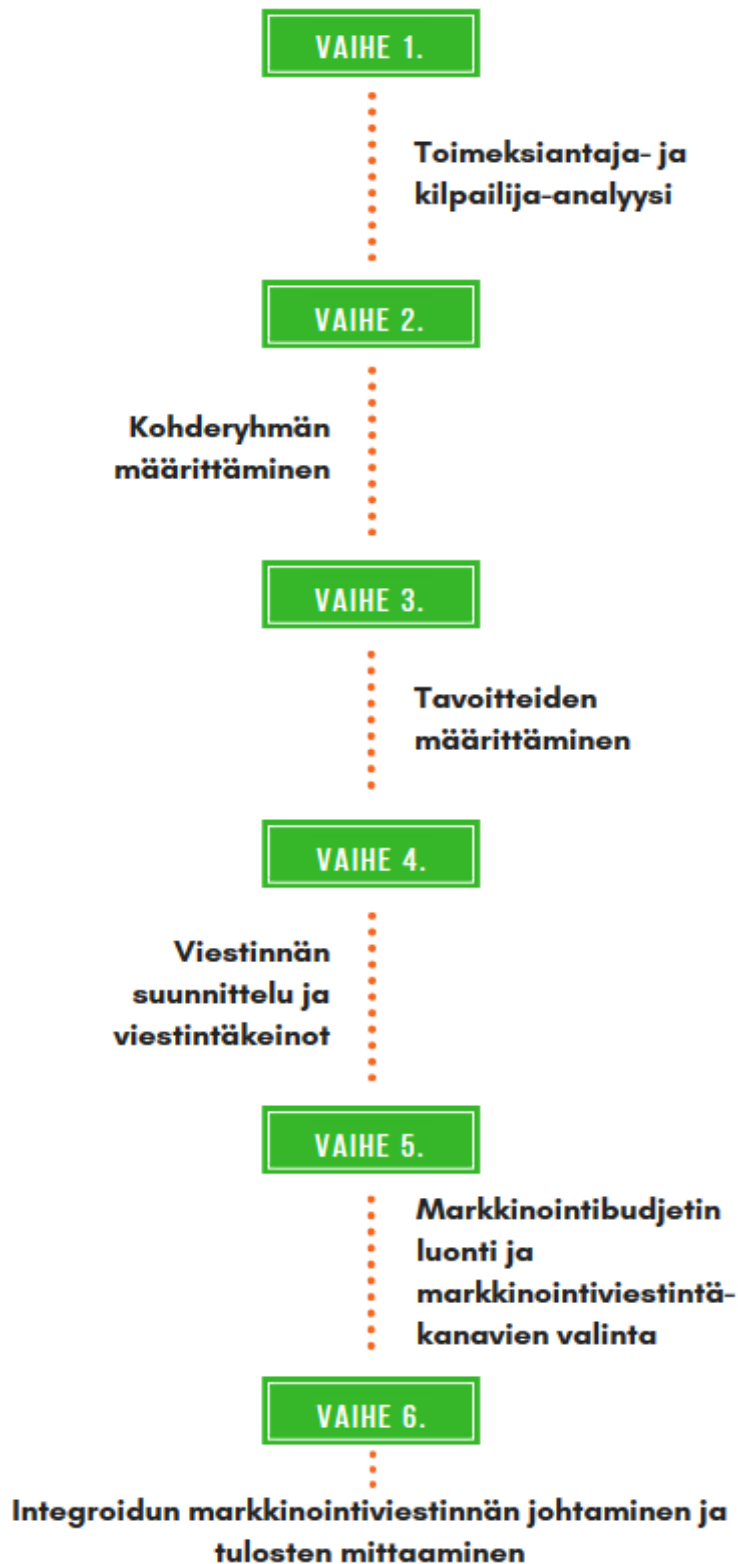 VAIHE 1.
Toimeksiantaja- ja
kilpailija-analyysi
VAIHE 2.
Kohderyhmän
määrittäminen
VAIHE 3.
Tavoitteiden
määrittäminen
VAIHE 4.
Viestinnän
suunnittelu ja
viestintäkeinot
VAIHE 5.
Markkinointibudjetin
luonti ja
markkinointiviestintä-
kanavien valinta
VAIHE 6.
Integroidun markkinointiviestinnän johtaminen ja
tulosten mittaaminen